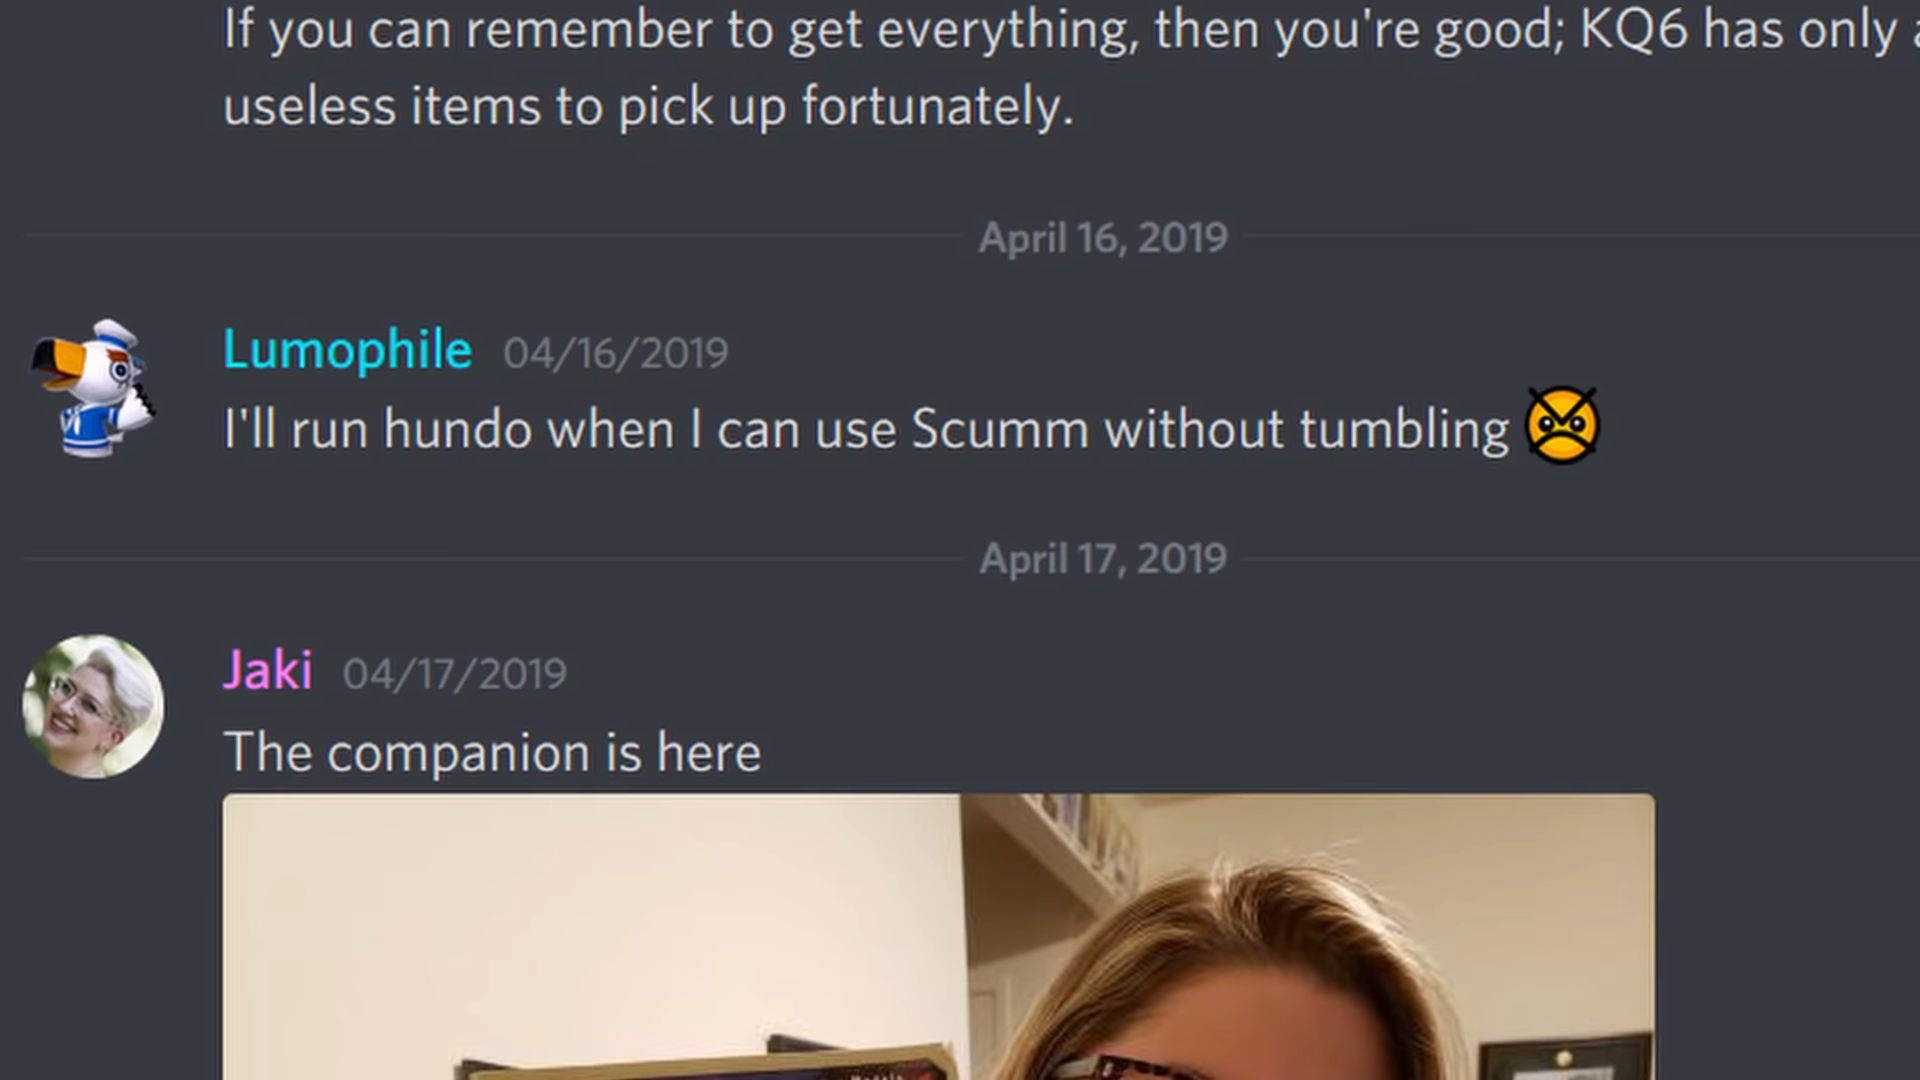 If you can remember to get everything, then you're good; KQ6 has only
useless items to pick up fortunately.
April 16, 2019
Lumophile 04/16/2019
I'll run hundo when I can use Scumm without tumbling
April 17, 2019
Jaki 04/17/2019
The companion is here